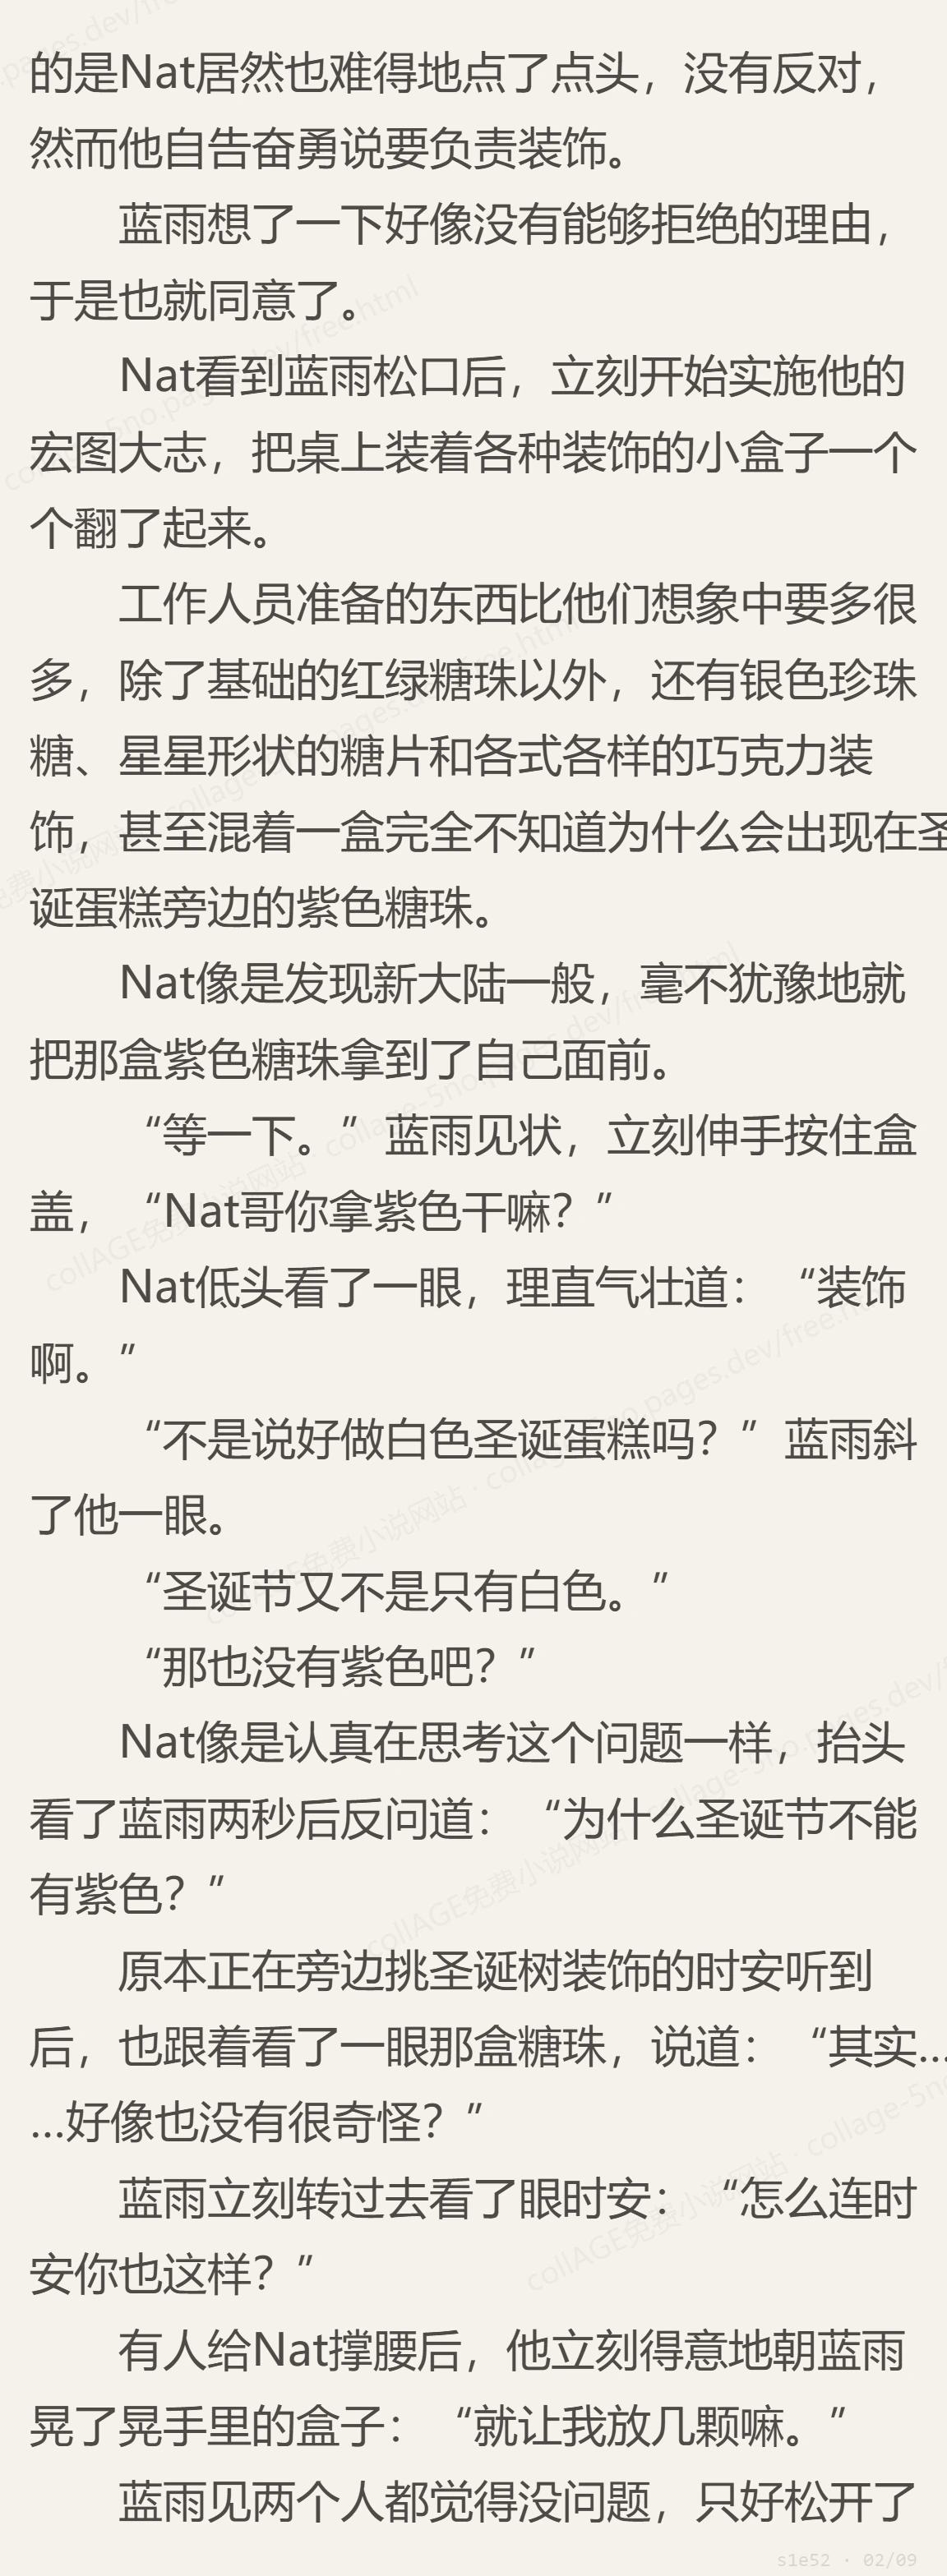 的是Nat居然也难得地点了点头，没有反对，
然而他自告奋勇说要负责装饰。
蓝雨想了一下好像没有能够拒绝的理由，
于是也就同意了。
Nat看到蓝雨松口后，立刻开始实施他的
宏图大志，把桌上装着各种装饰的小盒子一个
个翻了起来。
工作人员准备的东西比他们想象中要多很
多，除了基础的红绿糖珠以外，还有银色珍珠
糖、星星形状的糖片和各式各样的巧克力装
饰，甚至混着一盒完全不知道为什么会出现在圣
诞蛋糕旁边的紫色糖珠。
Nat像是发现新大陆一般，毫不犹豫地就
把那盒紫色糖珠拿到了自己面前。
“等一下。”蓝雨见状，立刻伸手按住盒
盖，“Nat哥你拿紫色干嘛？”
Nat低头看了一眼，理直气壮道：“装饰
啊。”
“不是说好做白色圣诞蛋糕吗？”蓝雨斜
了他一眼。
“圣诞节又不是只有白色。”
“那也没有紫色吧？”
Nat像是认真在思考这个问题一样，抬头
看了蓝雨两秒后反问道：“为什么圣诞节不能
有紫色？”
原本正在旁边挑圣诞树装饰的时安听到
后，也跟着看了一眼那盒糖珠，说道：“其实…
…好像也没有很奇怪？”
蓝雨立刻转过去看了眼时安：“怎么连时
安你也这样？”
有人给Nat撑腰后，他立刻得意地朝蓝雨
晃了晃手里的盒子：“就让我放几颗嘛。”
蓝雨见两个人都觉得没问题，只好松开了
s1e52 · 02/09
collAGE免费小说网站 · collage-5no.pages.dev/free.html